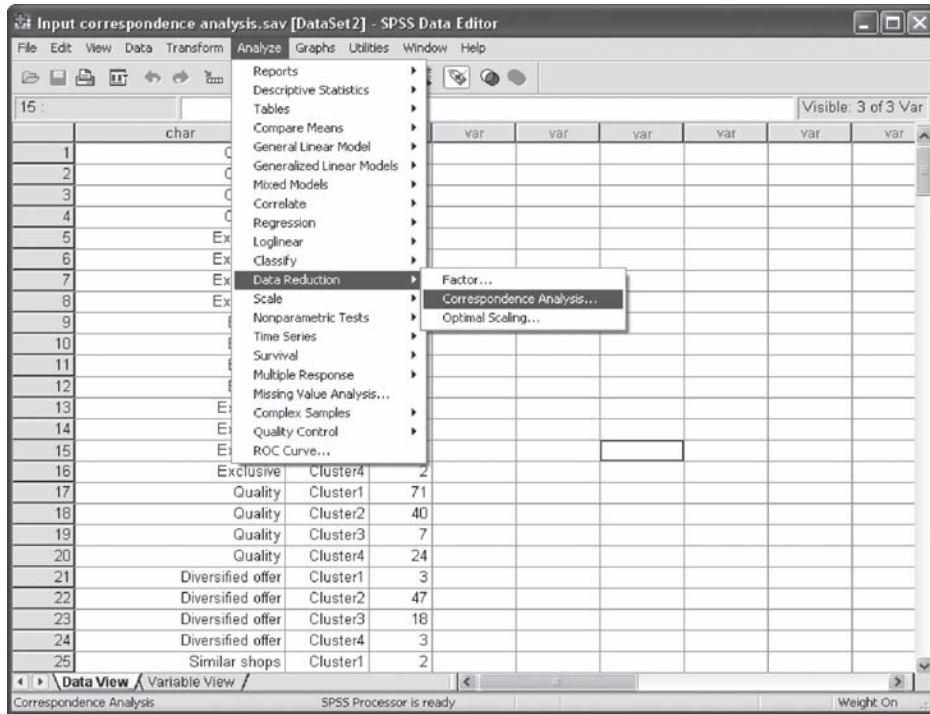 Input correspondence analysis.sav [DataSet2] - SPSS Data Editor
File Edit View Data Transform Analyze Graphs Utilities Window Help
15 :
Visible: 3 of 3 Var
char var var var var var var
Reports
Descriptive Statistics
Tables
Compare Means
General Linear Model
Generalized Linear Models
Mixed Models
Correlate
Regression
Loglinear
Classify
Data Reduction
Scale
Nonparametric Tests
Time Series
Survival
Multiple Response
Missing Value Analysis...
Complex Samples
Quality Control
ROC Curve...
Factor...
Correspondence Analysis...
Optimal Scaling...
1
2
3
4
5 Ex
6 Ex
7 Ex
8 Ex
9
10
11
12
13 E
14 E
15 E
16 Exclusive Cluster4 2
17 Quality Cluster1 71
18 Quality Cluster2 40
19 Quality Cluster3 7
20 Quality Cluster4 24
21 Diversified offer Cluster1 3
22 Diversified offer Cluster2 47
23 Diversified offer Cluster3 18
24 Diversified offer Cluster4 3
25 Similar shops Cluster1 2
Data View Variable View
Correspondence Analysis SPSS Processor is ready Weight On